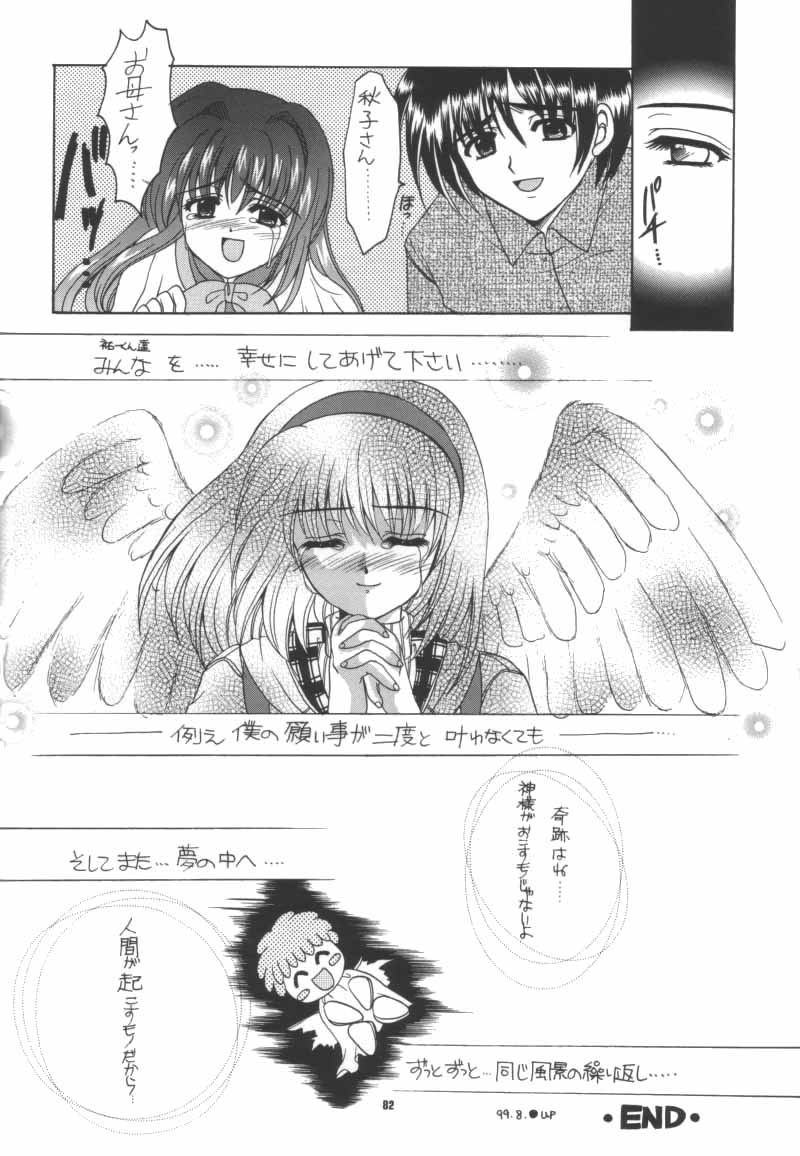 パチ…
秋子さん……
ほっ
お母さんっ…
バッ…
祐一くん達
みんなを…… 幸せにしてあげて下さい………
――― 例え 僕の願い事が二度と叶わなくても ―――…
奇跡はね……
神様がおこすものじゃないよ
そしてまた… 夢の中へ……
人間が起こすものだから？
ずっとずっと… 同じ風景の繰り返し……
82
99.8.●UP
•END•